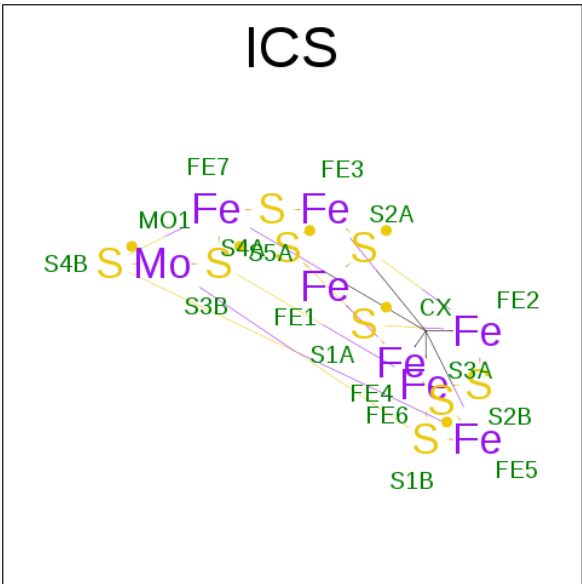 ICS
FE7
FE3
Fe
S
Fe
S2A
MO1
S4A
S5A
S
S
S4B
S
Mo
S
Fe
S3B
FE1
CX
FE2
S
Fe
S1A
Fe
S3A
Fe
S
FE4
S
S2B
FE6
S
Fe
S1B
FE5